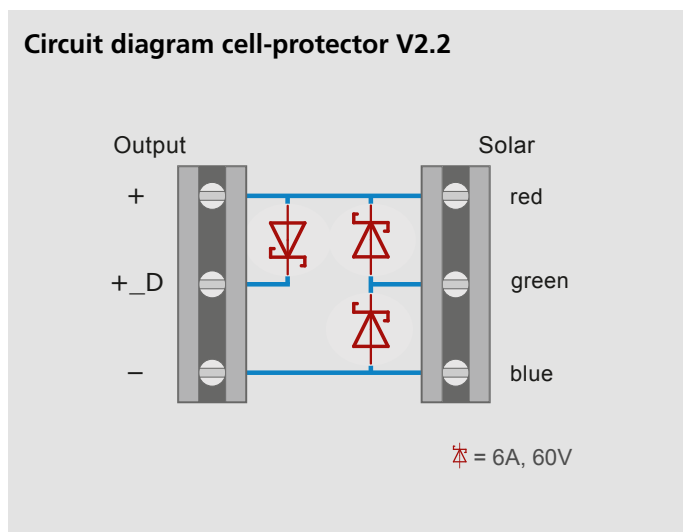 Circuit diagram cell-protector V2.2
Output Solar
+ red
+_D green
− blue
= 6A, 60V